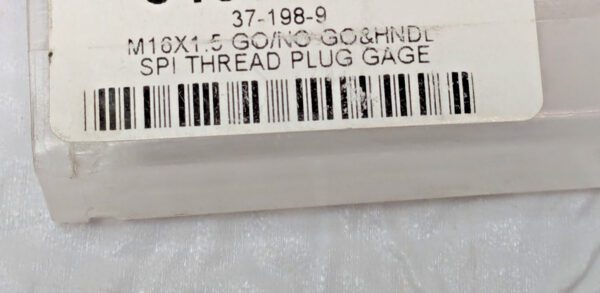 37-198-9
M16X1.5 GO/NO GO&HNDL
SPI THREAD PLUG GAGE